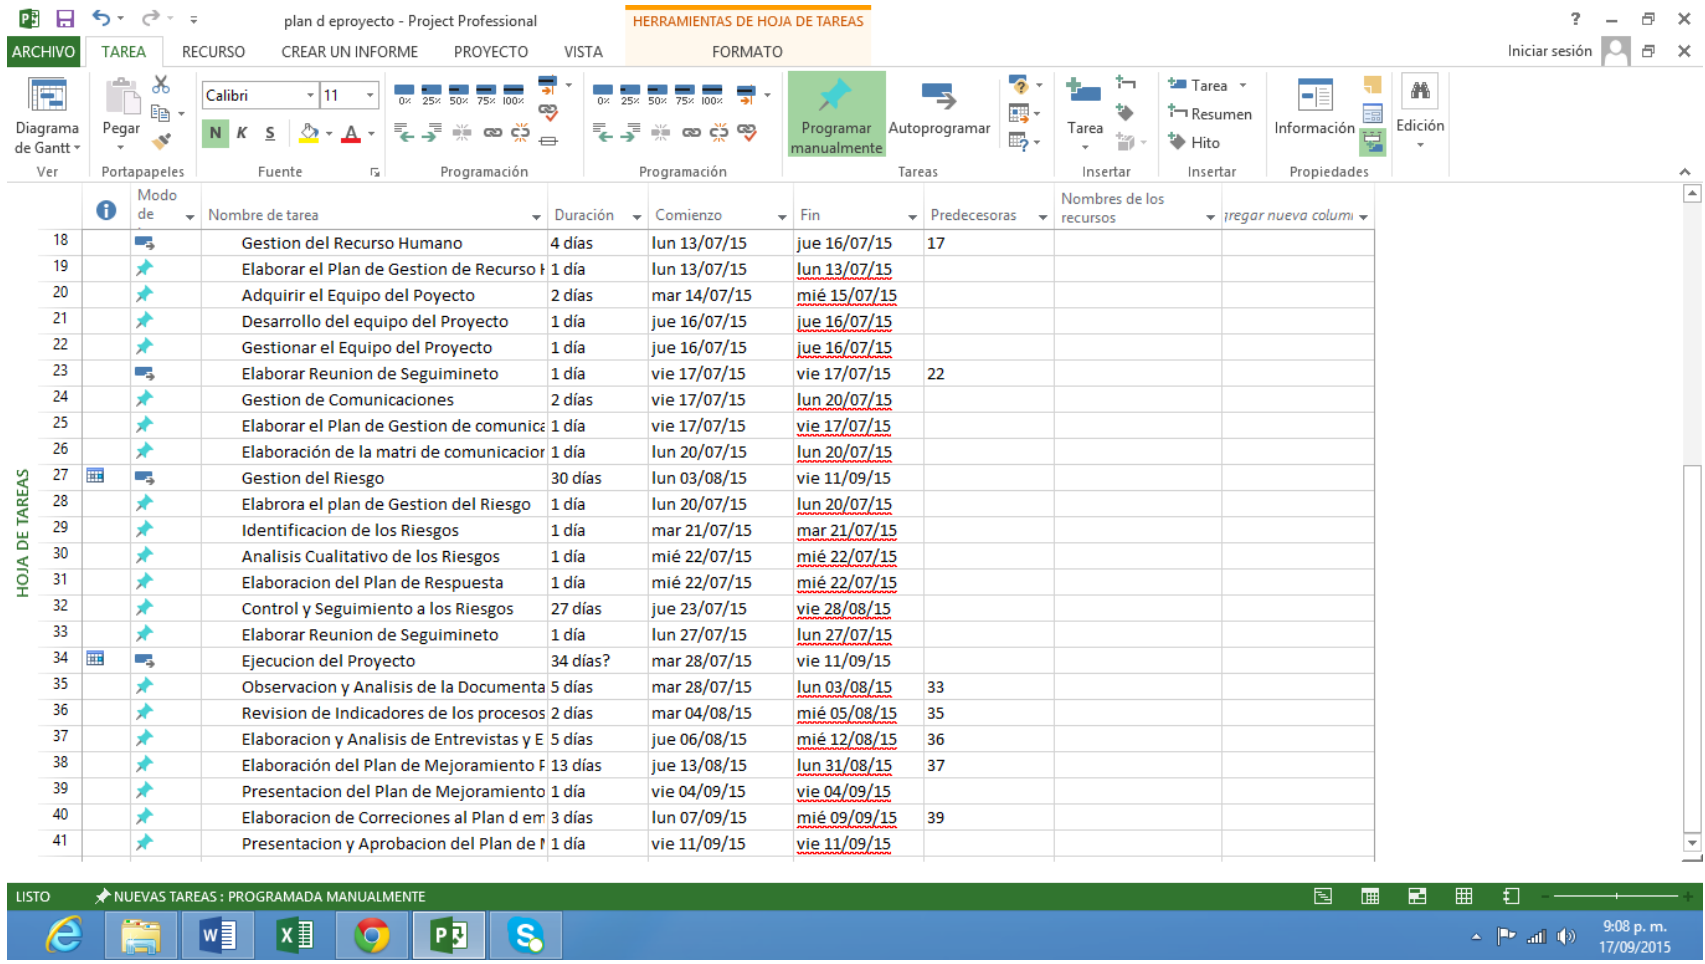 plan d eproyecto - Project Professional
HERRAMIENTAS DE HOJA DE TAREAS
?
ARCHIVO TAREA RECURSO CREAR UN INFORME PROYECTO VISTA FORMATO Iniciar sesión
Diagrama de Gantt
Pegar
Calibri 11
N K S A
0% 25% 50% 75% 100%
0% 25% 50% 75% 100%
Programar manualmente
Autoprogramar
Tarea
Tarea
Resumen
Hito
Información
Edición
Ver Portapapeles Fuente Programación Programación Tareas Insertar Insertar Propiedades
Modo de Nombre de tarea Duración Comienzo Fin Predecesoras Nombres de los recursos gregar nueva colum
18 Gestion del Recurso Humano 4 días lun 13/07/15 jue 16/07/15 17
19 Elaborar el Plan de Gestion de Recurso H 1 día lun 13/07/15 lun 13/07/15
20 Adquirir el Equipo del Poyecto 2 días mar 14/07/15 mié 15/07/15
21 Desarrollo del equipo del Proyecto 1 día jue 16/07/15 jue 16/07/15
22 Gestionar el Equipo del Proyecto 1 día jue 16/07/15 jue 16/07/15
23 Elaborar Reunion de Seguimineto 1 día vie 17/07/15 vie 17/07/15 22
24 Gestion de Comunicaciones 2 días vie 17/07/15 lun 20/07/15
25 Elaborar el Plan de Gestion de comunica 1 día vie 17/07/15 vie 17/07/15
26 Elaboración de la matri de comunicacion 1 día lun 20/07/15 lun 20/07/15
27 Gestion del Riesgo 30 días lun 03/08/15 vie 11/09/15
28 Elabrora el plan de Gestion del Riesgo 1 día lun 20/07/15 lun 20/07/15
29 Identificacion de los Riesgos 1 día mar 21/07/15 mar 21/07/15
30 Analisis Cualitativo de los Riesgos 1 día mié 22/07/15 mié 22/07/15
31 Elaboracion del Plan de Respuesta 1 día mié 22/07/15 mié 22/07/15
32 Control y Seguimiento a los Riesgos 27 días jue 23/07/15 vie 28/08/15
33 Elaborar Reunion de Seguimineto 1 día lun 27/07/15 lun 27/07/15
34 Ejecucion del Proyecto 34 días? mar 28/07/15 vie 11/09/15
35 Observacion y Analisis de la Documenta 5 días mar 28/07/15 lun 03/08/15 33
36 Revision de Indicadores de los procesos 2 días mar 04/08/15 mié 05/08/15 35
37 Elaboracion y Analisis de Entrevistas y E 5 días jue 06/08/15 mié 12/08/15 36
38 Elaboración del Plan de Mejoramiento P 13 días jue 13/08/15 lun 31/08/15 37
39 Presentacion del Plan de Mejoramiento 1 día vie 04/09/15 vie 04/09/15
40 Elaboracion de Correciones al Plan d em 3 días lun 07/09/15 mié 09/09/15 39
41 Presentacion y Aprobacion del Plan de M 1 día vie 11/09/15 vie 11/09/15
HOJA DE TAREAS
LISTO NUEVAS TAREAS : PROGRAMADA MANUALMENTE
9:08 p. m.
17/09/2015